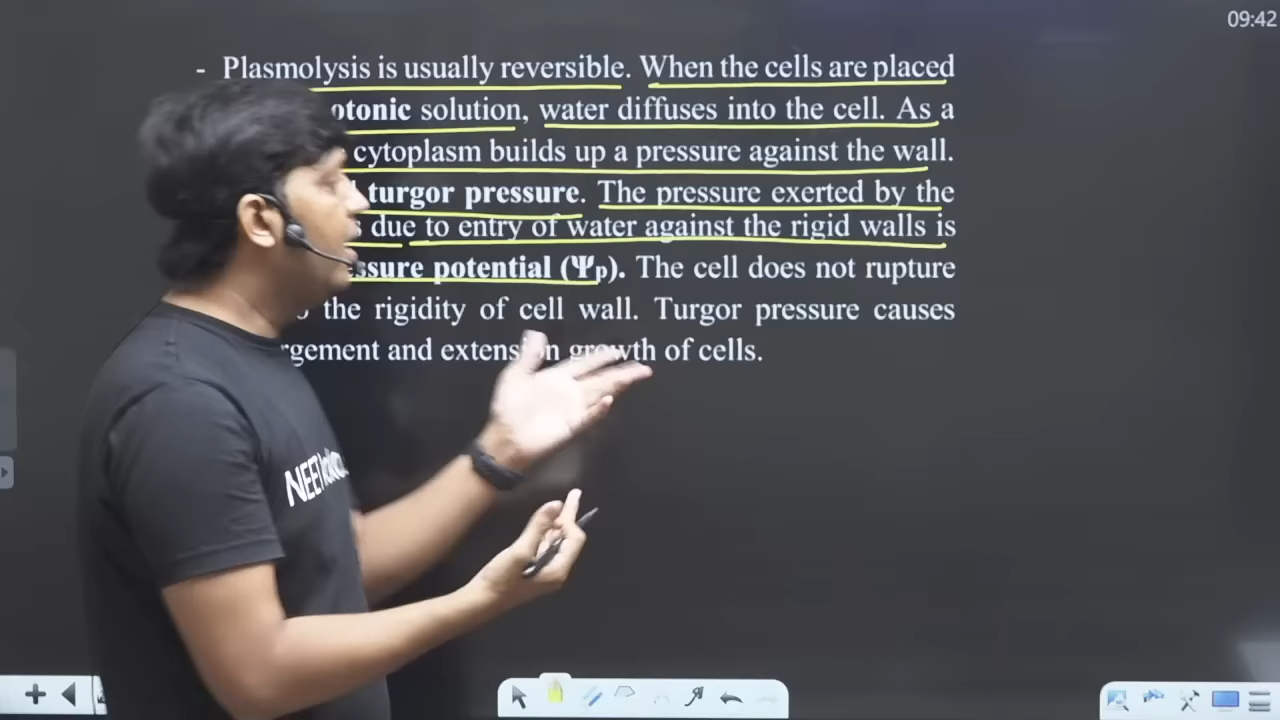 09:42
- Plasmolysis is usually reversible. When the cells are placed
otonic solution, water diffuses into the cell. As a
cytoplasm builds up a pressure against the wall.
turgor pressure. The pressure exerted by the
s due to entry of water against the rigid walls is
ssure potential (Ψp). The cell does not rupture
the rigidity of cell wall. Turgor pressure causes
rgement and extension growth of cells.
NEET